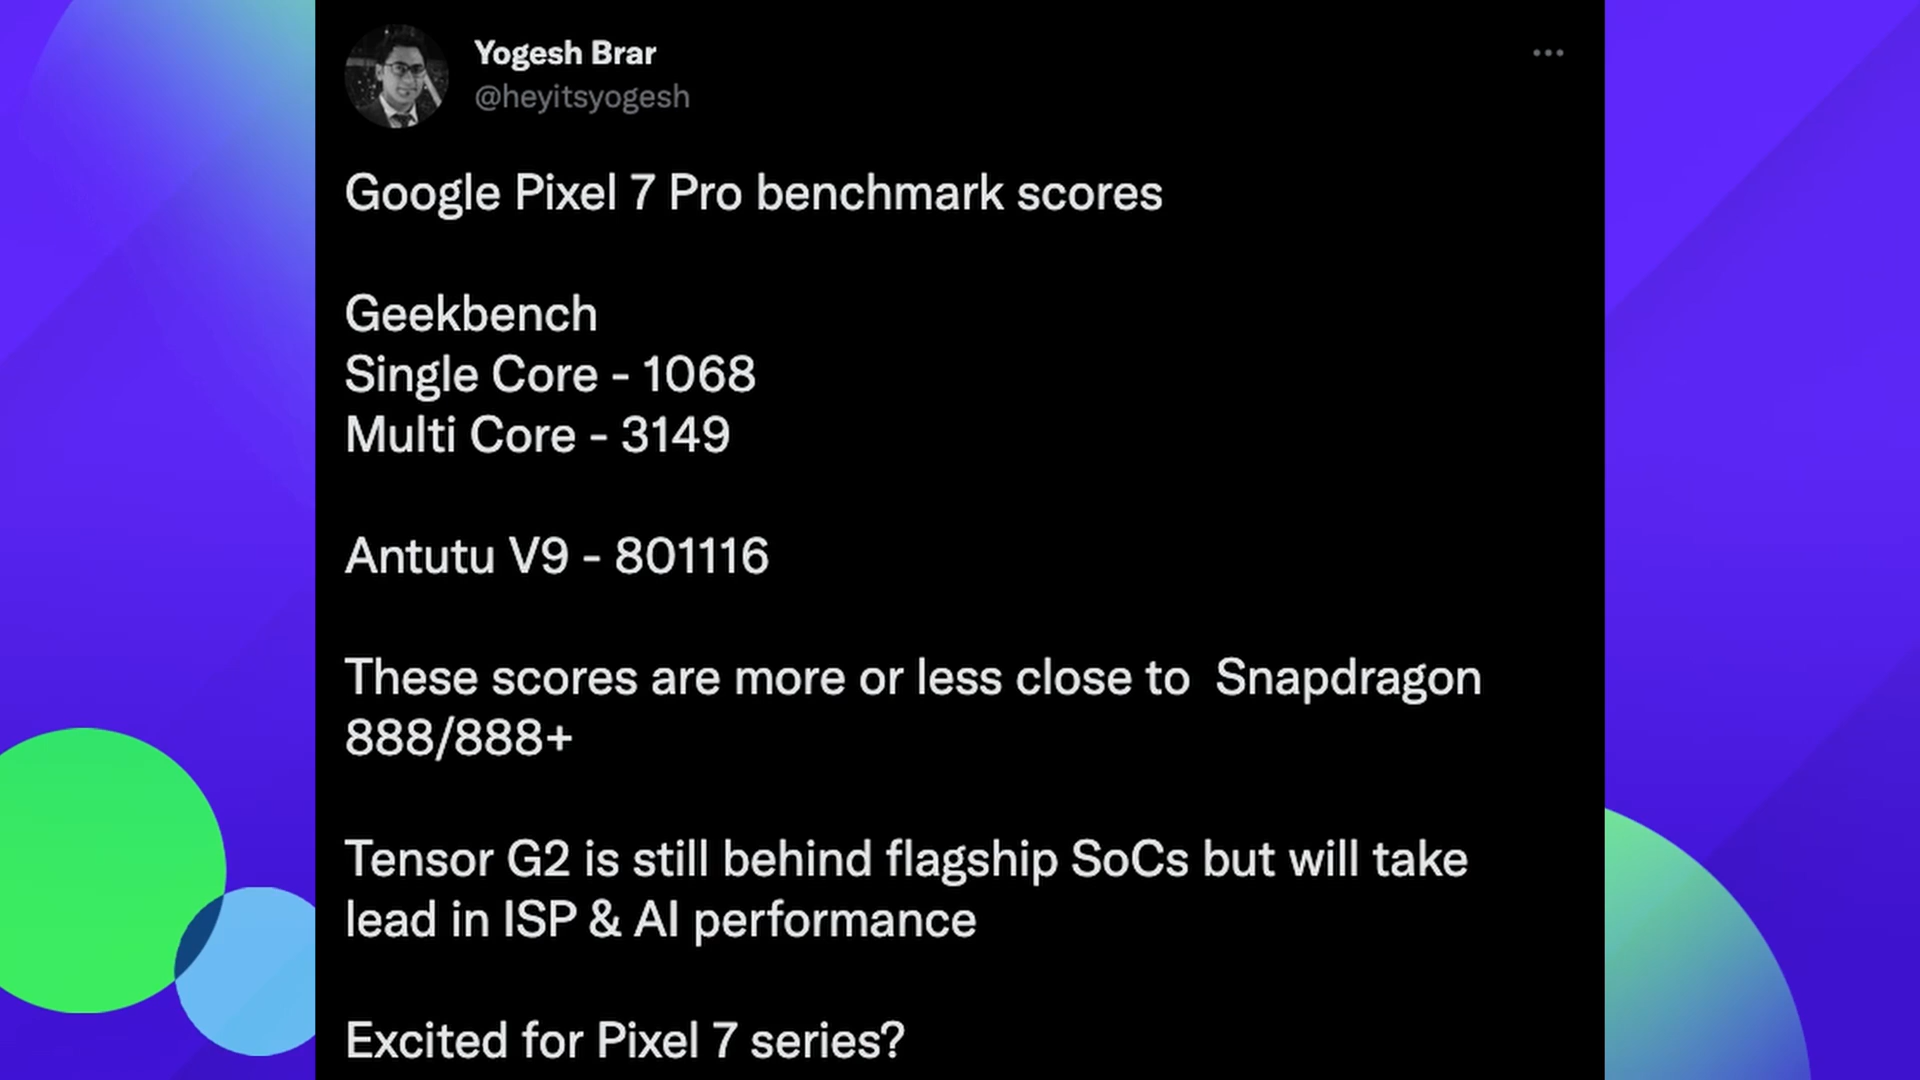 Yogesh Brar
@heyitsyogesh
Google Pixel 7 Pro benchmark scores
Geekbench
Single Core - 1068
Multi Core - 3149
Antutu V9 - 801116
These scores are more or less close to  Snapdragon
888/888+
Tensor G2 is still behind flagship SoCs but will take
lead in ISP & AI performance
Excited for Pixel 7 series?